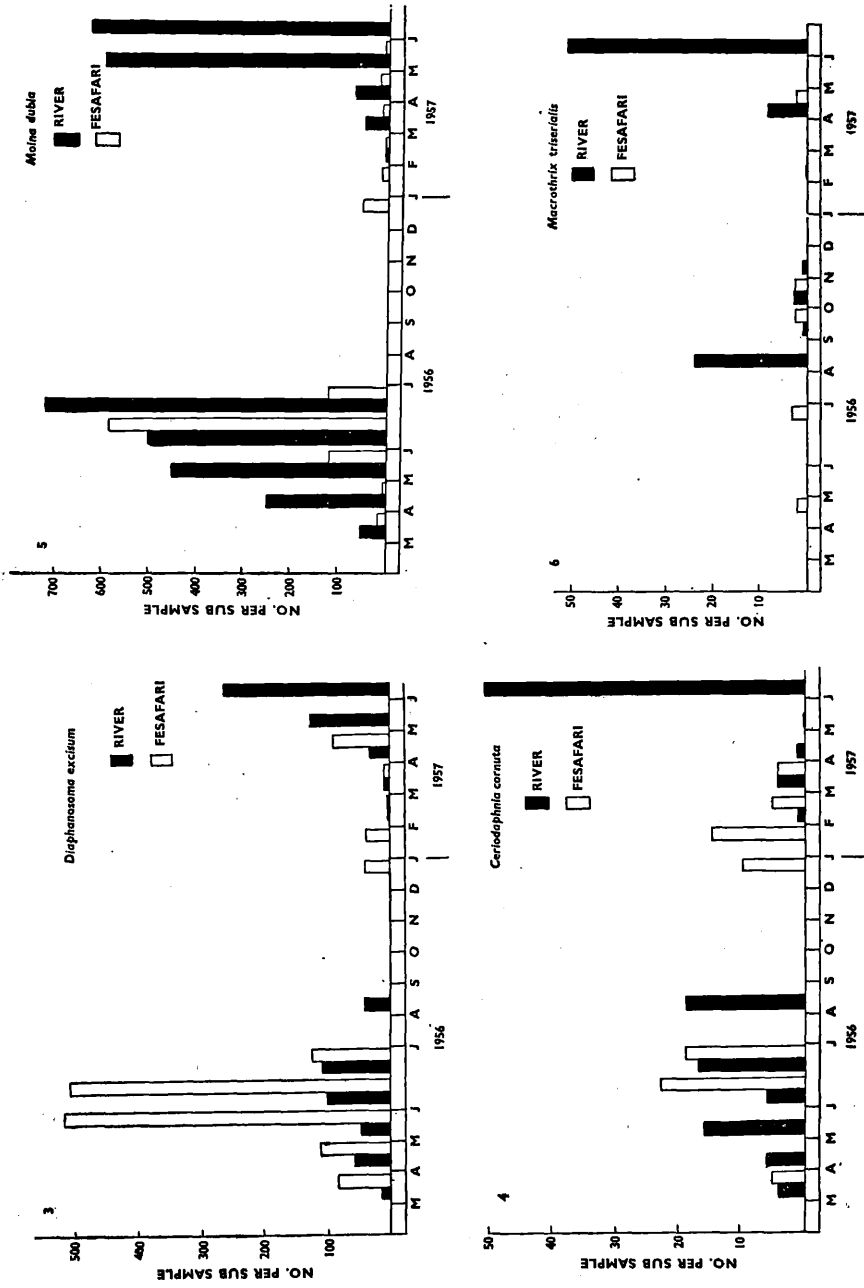 3
Diaphanosoma excisum
RIVER
FESAFARI
NO. PER SUB SAMPLE
500
400
300
200
100
M A M J J A S O N D J F M A M J
1956 1957
5
Moina dubia
RIVER
FESAFARI
NO. PER SUB SAMPLE
700
600
500
400
300
200
100
M A M J J A S O N D J F M A M J
1956 1957
4
Ceriodaphnia cornuta
RIVER
FESAFARI
NO. PER SUB SAMPLE
50
40
30
20
10
M A M J J A S O N D J F M A M J
1956 1957
6
Macrothrix triserialis
RIVER
FESAFARI
NO. PER SUB SAMPLE
50
40
30
20
10
M A M J J A S O N D J F M A M J
1956 1957